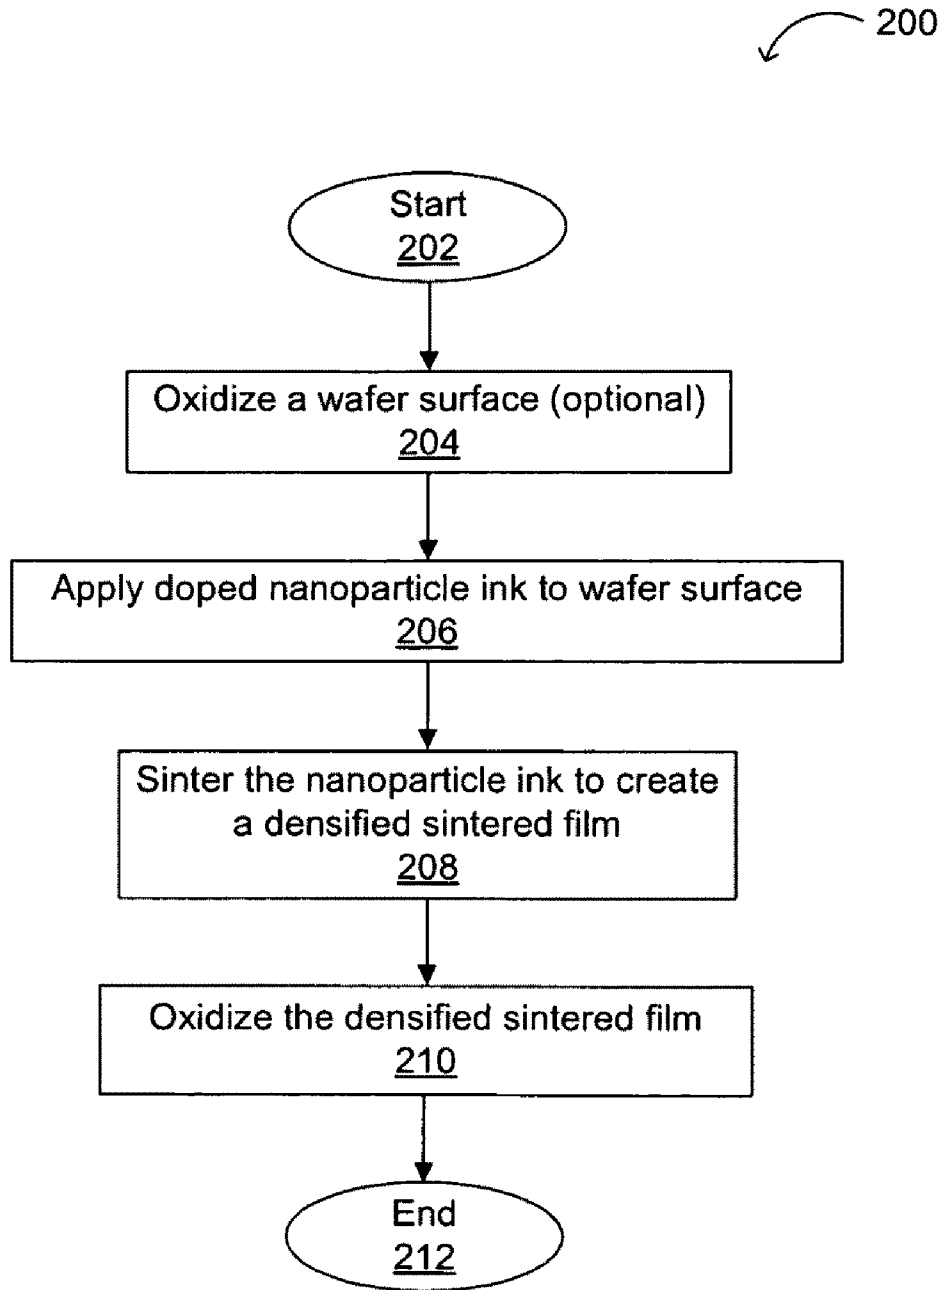 200
Start
202
Oxidize a wafer surface (optional)
204
Apply doped nanoparticle ink to wafer surface
206
Sinter the nanoparticle ink to create
a densified sintered film
208
Oxidize the densified sintered film
210
End
212